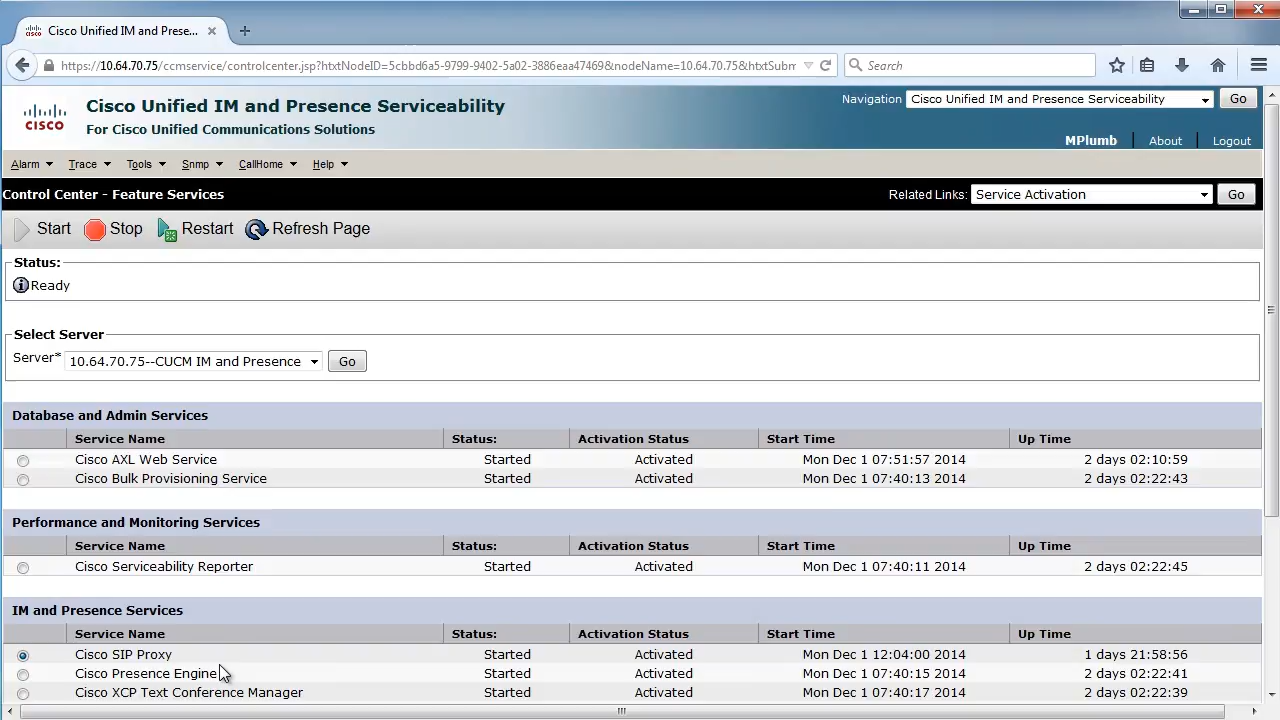 Cisco Unified IM and Prese...
https://10.64.70.75/ccmservice/controlcenter.jsp?htxtNodeID=5cbbd6a5-9799-9402-5a02-3886eaa47469&nodeName=10.64.70.75&htxtSubm
Search
CISCO
Cisco Unified IM and Presence Serviceability
For Cisco Unified Communications Solutions
Navigation Cisco Unified IM and Presence Serviceability Go
MPlumb About Logout
Alarm Trace Tools Snmp CallHome Help
Control Center - Feature Services Related Links: Service Activation Go
Start Stop Restart Refresh Page
Status:
Ready
Select Server
Server* 10.64.70.75--CUCM IM and Presence Go
Database and Admin Services
Service Name Status: Activation Status Start Time Up Time
Cisco AXL Web Service Started Activated Mon Dec 1 07:51:57 2014 2 days 02:10:59
Cisco Bulk Provisioning Service Started Activated Mon Dec 1 07:40:13 2014 2 days 02:22:43
Performance and Monitoring Services
Service Name Status: Activation Status Start Time Up Time
Cisco Serviceability Reporter Started Activated Mon Dec 1 07:40:11 2014 2 days 02:22:45
IM and Presence Services
Service Name Status: Activation Status Start Time Up Time
Cisco SIP Proxy Started Activated Mon Dec 1 12:04:00 2014 1 days 21:58:56
Cisco Presence Engine Started Activated Mon Dec 1 07:40:15 2014 2 days 02:22:41
Cisco XCP Text Conference Manager Started Activated Mon Dec 1 07:40:17 2014 2 days 02:22:39